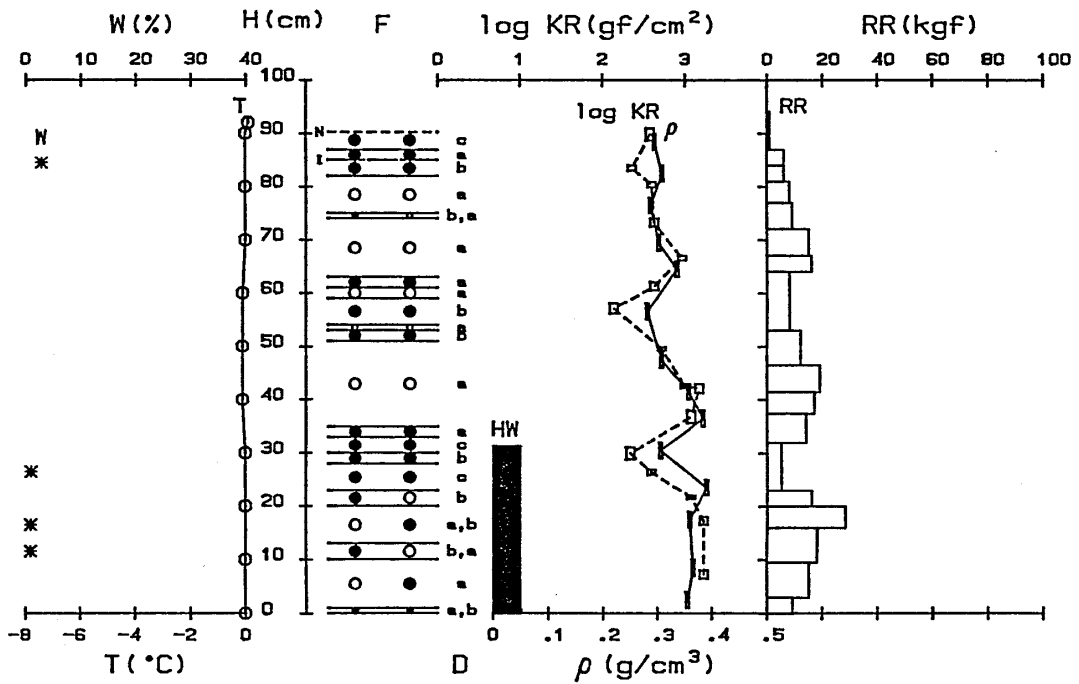 W(%) H(cm) F log KR(gf/cm²) RR(kgf)
0 10 20 30 40 0 1 2 3 0 20 40 60 80 100
100
T log KR RR
W 90 N ρ
c
a
I
b
80 a
b,a
70 a
a
60 a
b
a
50 b
a
40
HW
a
30 c
b
c
20 b
a,b
10 b,a
a
0 a,b
-8 -6 -4 -2 0 0 .1 .2 .3 .4 .5
T(°C) D ρ (g/cm³)